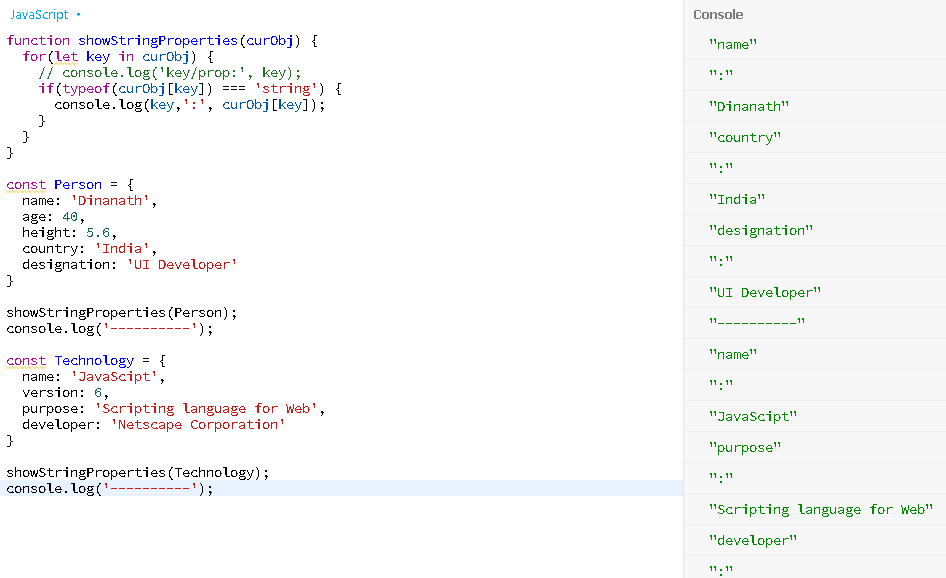 JavaScript
function showStringProperties(curObj) {
  for(let key in curObj) {
    // console.log('key/prop:', key);
    if(typeof(curObj[key]) === 'string') {
      console.log(key,':', curObj[key]);
    }
  }
}
const Person = {
  name: 'Dinanath',
  age: 40,
  height: 5.6,
  country: 'India',
  designation: 'UI Developer'
}
showStringProperties(Person);
console.log('----------');
const Technology = {
  name: 'JavaScipt',
  version: 6,
  purpose: 'Scripting language for Web',
  developer: 'Netscape Corporation'
}
showStringProperties(Technology);
console.log('----------');
Console
"name"
":"
"Dinanath"
"country"
":"
"India"
"designation"
":"
"UI Developer"
"----------"
"name"
":"
"JavaScipt"
"purpose"
":"
"Scripting language for Web"
"developer"
":"